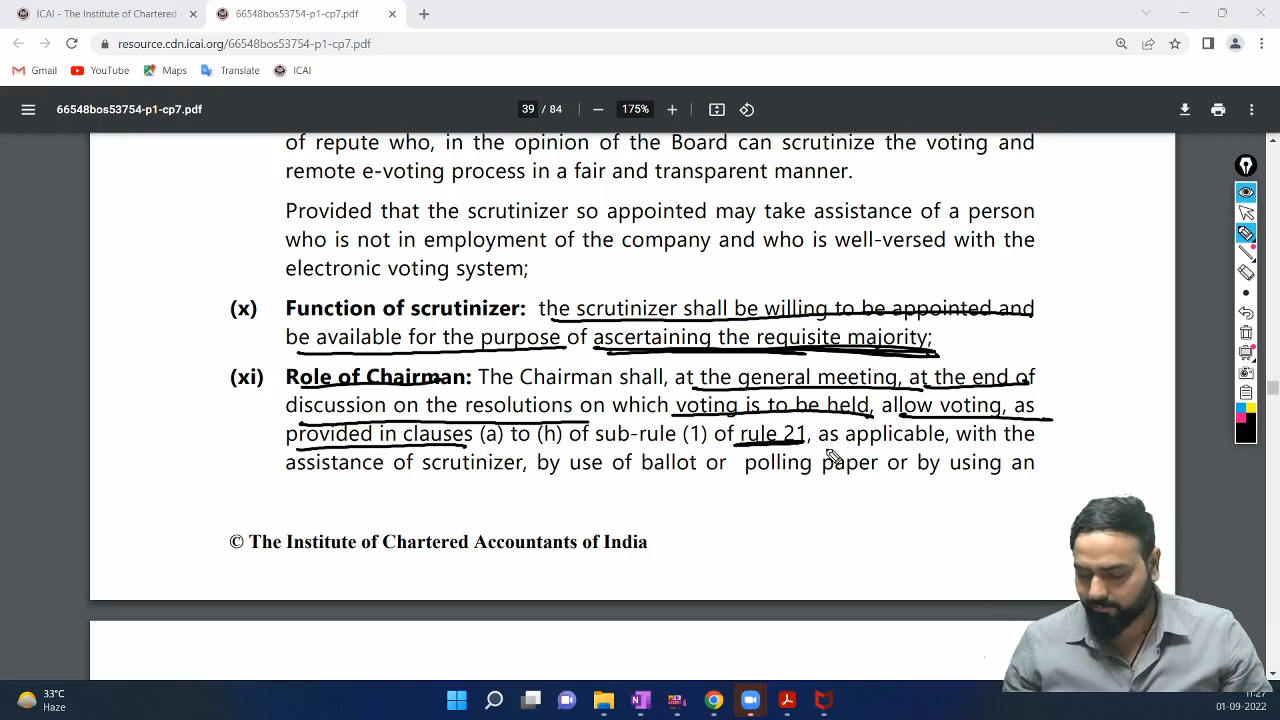 ICAI - The Institute of Chartered
66548bos53754-p1-cp7.pdf
resource.cdn.icai.org/66548bos53754-p1-cp7.pdf
Gmail YouTube Maps Translate ICAI
66548bos53754-p1-cp7.pdf 39 / 84 175%
of repute who, in the opinion of the Board can scrutinize the voting and
remote e-voting process in a fair and transparent manner.
Provided that the scrutinizer so appointed may take assistance of a person
who is not in employment of the company and who is well-versed with the
electronic voting system;
(x) Function of scrutinizer: the scrutinizer shall be willing to be appointed and
be available for the purpose of ascertaining the requisite majority;
(xi) Role of Chairman: The Chairman shall, at the general meeting, at the end of
discussion on the resolutions on which voting is to be held, allow voting, as
provided in clauses (a) to (h) of sub-rule (1) of rule 21, as applicable, with the
assistance of scrutinizer, by use of ballot or polling paper or by using an
© The Institute of Chartered Accountants of India
33°C
Haze
11:27
01-09-2022